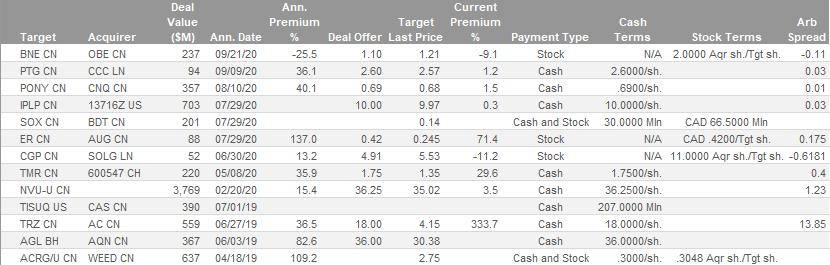 Deal Ann. Target Current
Value Premium Last Price Premium Cash Arb
Target Acquirer ($M) Ann. Date % Deal Offer % Payment Type Terms Stock Terms Spread
BNE CN OBE CN 237 09/21/20 -25.5 1.10 1.21 -9.1 Stock N/A 2.0000 Aqr sh./Tgt sh. -0.11
PTG CN CCC LN 94 09/09/20 36.1 2.60 2.57 1.2 Cash 2.6000/sh. 0.03
PONY CN CNQ CN 357 08/10/20 40.1 0.69 0.68 1.5 Cash .6900/sh. 0.01
IPLP CN 13716Z US 703 07/29/20 10.00 9.97 0.3 Cash 10.0000/sh. 0.03
SOX CN BDT CN 201 07/29/20 0.14 Cash and Stock 30.0000 Mln CAD 66.5000 Mln
ER CN AUG CN 88 07/29/20 137.0 0.42 0.245 71.4 Stock N/A CAD .4200/Tgt sh. 0.175
CGP CN SOLG LN 52 06/30/20 13.2 4.91 5.53 -11.2 Stock N/A 11.0000 Aqr sh./Tgt sh. -0.6181
TMR CN 600547 CH 220 05/08/20 35.9 1.75 1.35 29.6 Cash 1.7500/sh. 0.4
NVU-U CN 3,769 02/20/20 15.4 36.25 35.02 3.5 Cash 36.2500/sh. 1.23
TISUQ US CAS CN 390 07/01/19 Cash 207.0000 Mln
TRZ CN AC CN 559 06/27/19 36.5 18.00 4.15 333.7 Cash 18.0000/sh. 13.85
AGL BH AQN CN 367 06/03/19 82.6 36.00 30.38 Cash 36.0000/sh.
ACRG/U CN WEED CN 637 04/18/19 109.2 2.75 Cash and Stock .3000/sh. .3048 Aqr sh./Tgt sh.